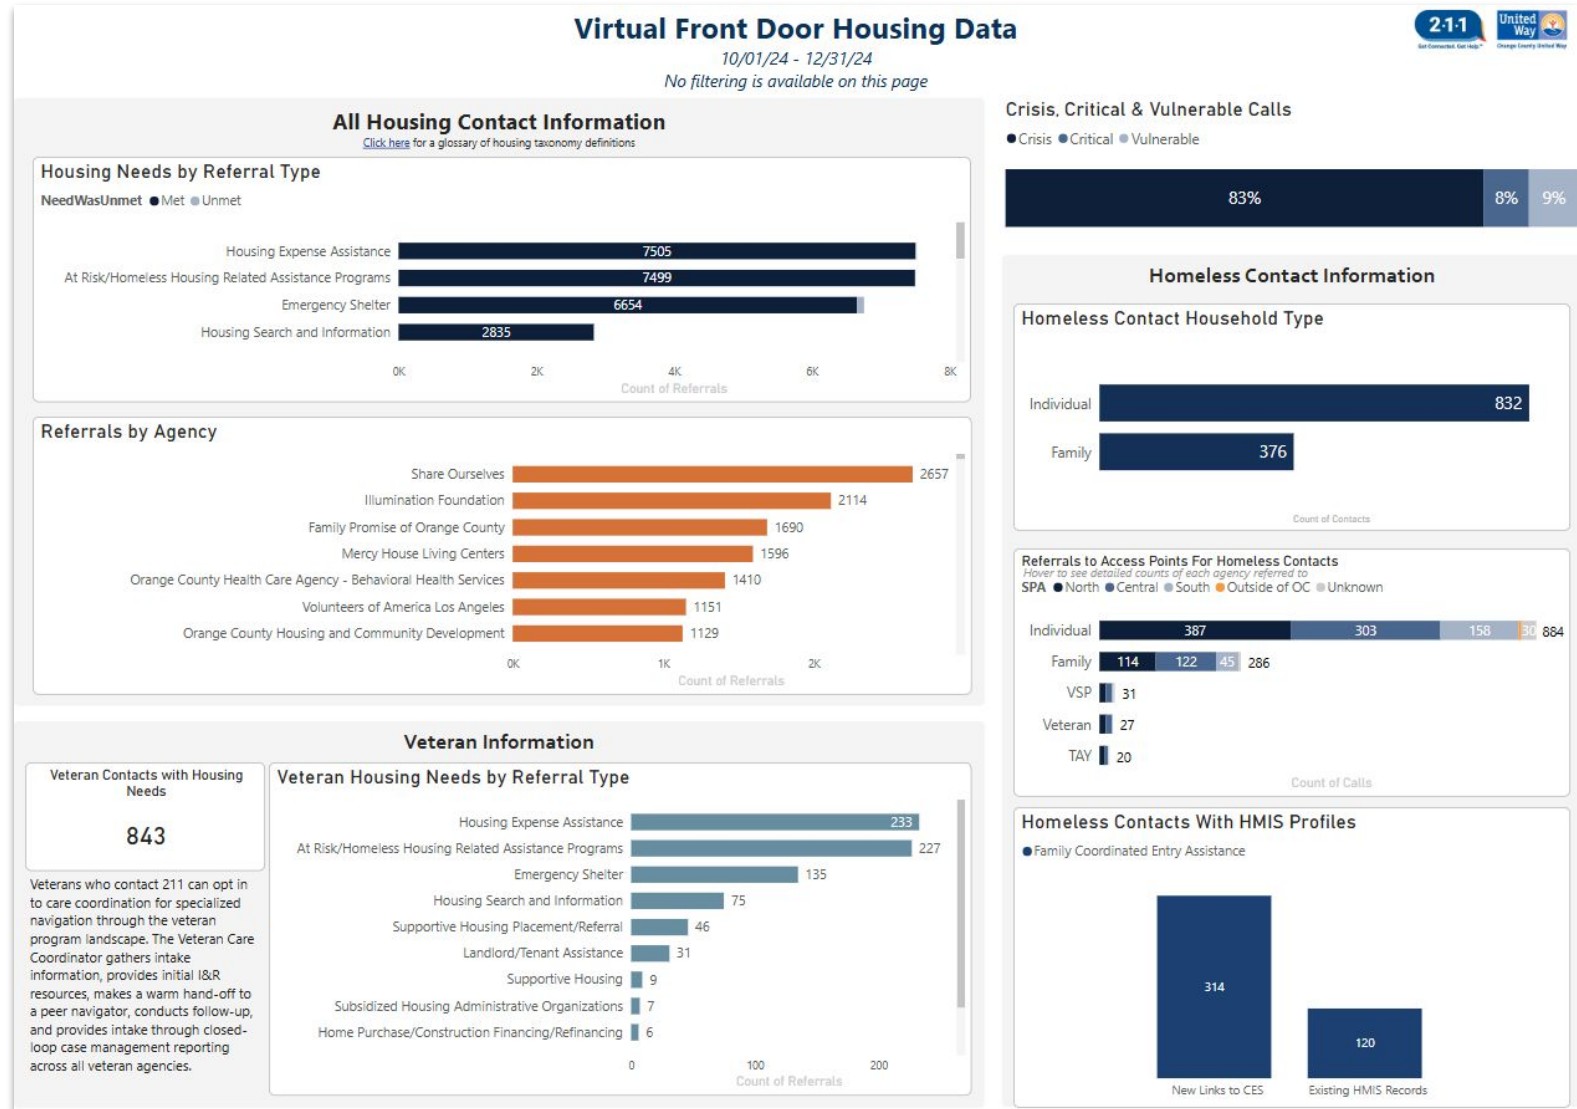 Virtual Front Door Housing Data
10/01/24 - 12/31/24
No filtering is available on this page
2·1·1
Get Connected. Get Help.™
United Way
Orange County United Way
All Housing Contact Information
Click here for a glossary of housing taxonomy definitions
Housing Needs by Referral Type
NeedWasUnmet Met Unmet
Housing Expense Assistance 7505
At Risk/Homeless Housing Related Assistance Programs 7499
Emergency Shelter 6654
Housing Search and Information 2835
0K 2K 4K 6K 8K
Count of Referrals
Referrals by Agency
Share Ourselves 2657
Illumination Foundation 2114
Family Promise of Orange County 1690
Mercy House Living Centers 1596
Orange County Health Care Agency - Behavioral Health Services 1410
Volunteers of America Los Angeles 1151
Orange County Housing and Community Development 1129
0K 1K 2K
Count of Referrals
Veteran Information
Veteran Contacts with Housing
Needs
843
Veterans who contact 211 can opt in
to care coordination for specialized
navigation through the veteran
program landscape. The Veteran Care
Coordinator gathers intake
information, provides initial I&R
resources, makes a warm hand-off to
a peer navigator, conducts follow-up,
and provides intake through closed-
loop case management reporting
across all veteran agencies.
Veteran Housing Needs by Referral Type
Housing Expense Assistance 233
At Risk/Homeless Housing Related Assistance Programs 227
Emergency Shelter 135
Housing Search and Information 75
Supportive Housing Placement/Referral 46
Landlord/Tenant Assistance 31
Supportive Housing 9
Subsidized Housing Administrative Organizations 7
Home Purchase/Construction Financing/Refinancing 6
0 100 200
Count of Referrals
Crisis, Critical & Vulnerable Calls
Crisis Critical Vulnerable
83% 8% 9%
Homeless Contact Information
Homeless Contact Household Type
Individual 832
Family 376
Count of Contacts
Referrals to Access Points For Homeless Contacts
Hover to see detailed counts of each agency referred to
SPA North Central South Outside of OC Unknown
Individual 387 303 158 30 884
Family 114 122 45 286
VSP 31
Veteran 27
TAY 20
Count of Calls
Homeless Contacts With HMIS Profiles
Family Coordinated Entry Assistance
314 120
New Links to CES Existing HMIS Records